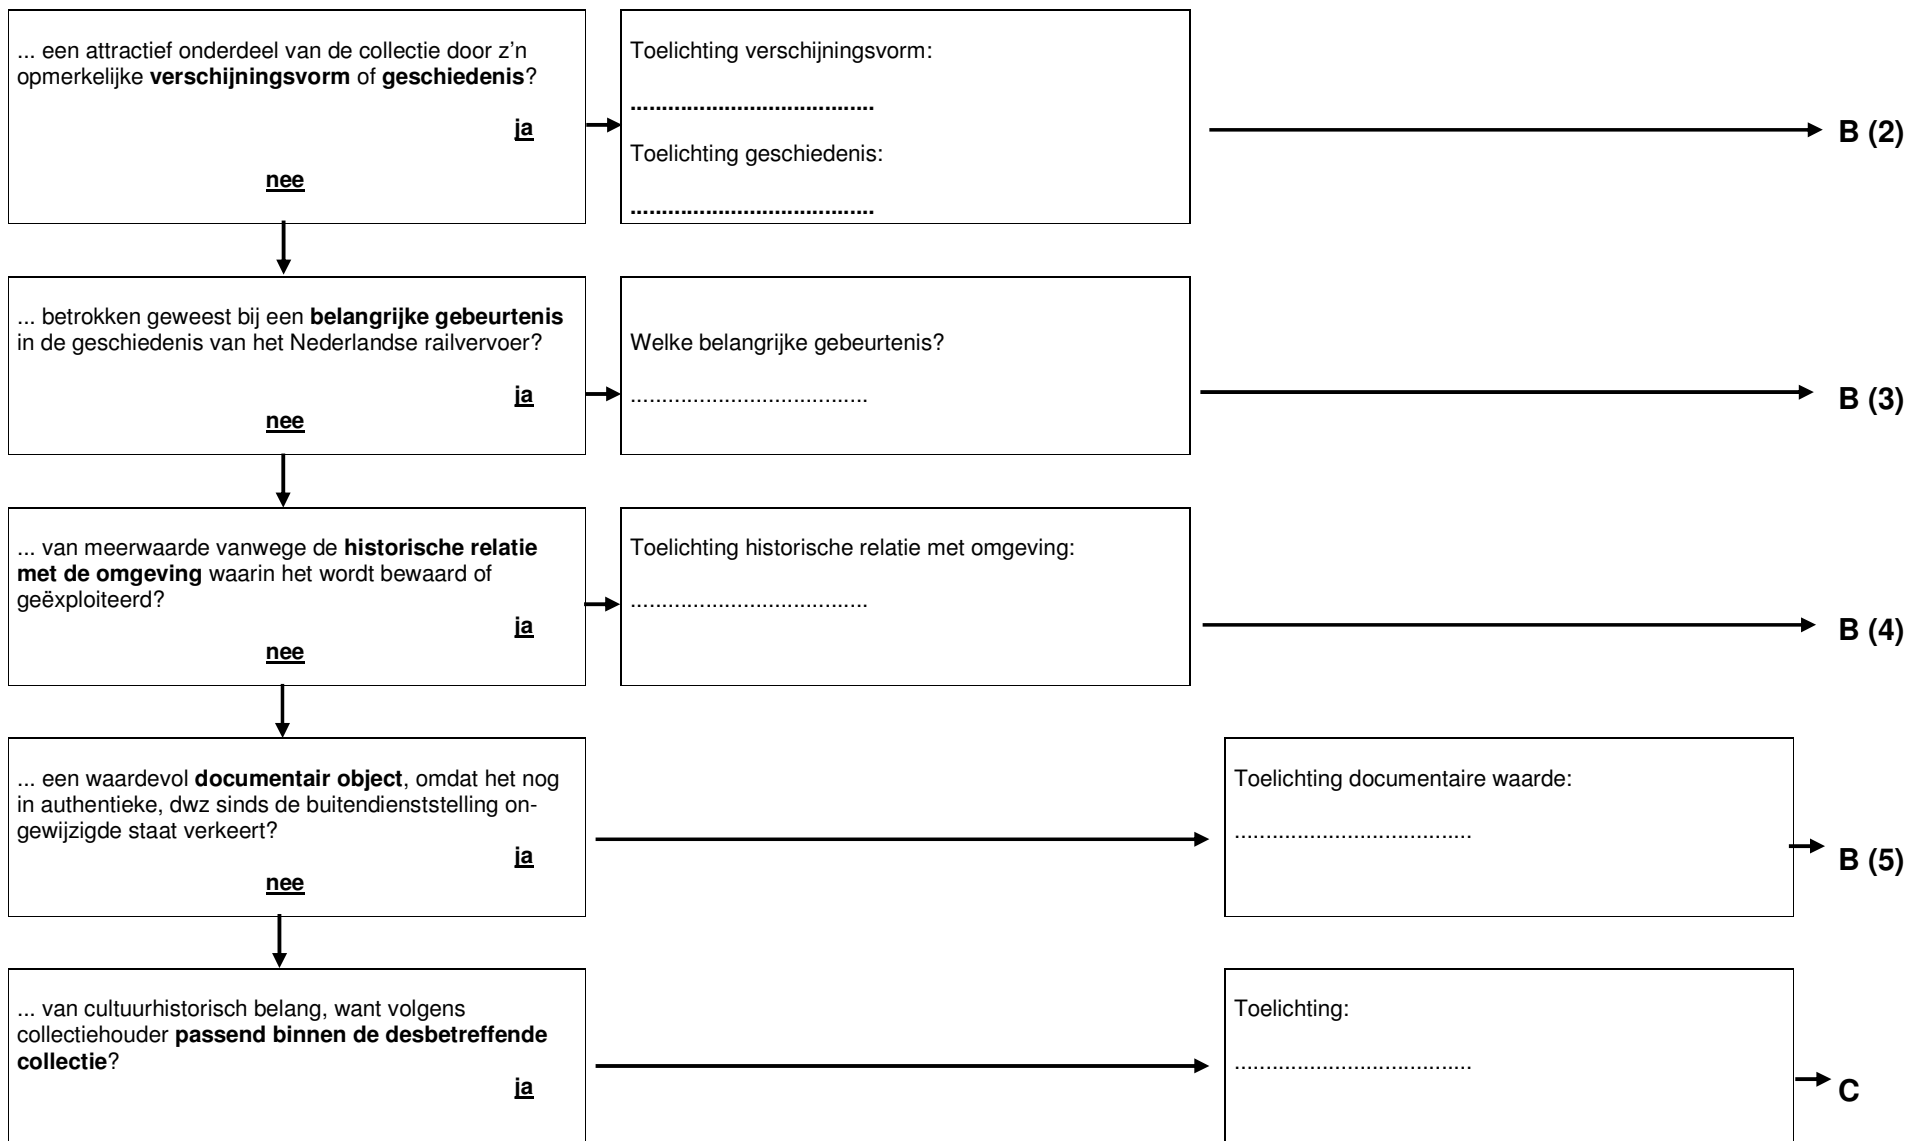 ... een attractief onderdeel van de collectie door z'n
opmerkelijke verschijningsvorm of geschiedenis?
ja
nee
Toelichting verschijningsvorm:
.......................................
Toelichting geschiedenis:
.......................................
B (2)
... betrokken geweest bij een belangrijke gebeurtenis
in de geschiedenis van het Nederlandse railvervoer?
ja
nee
Welke belangrijke gebeurtenis?
......................................
B (3)
... van meerwaarde vanwege de historische relatie
met de omgeving waarin het wordt bewaard of
geëxploiteerd?
ja
nee
Toelichting historische relatie met omgeving:
......................................
B (4)
... een waardevol documentair object, omdat het nog
in authentieke, dwz sinds de buitendienststelling on-
gewijzigde staat verkeert?
ja
nee
Toelichting documentaire waarde:
......................................
B (5)
... van cultuurhistorisch belang, want volgens
collectiehouder passend binnen de desbetreffende
collectie?
ja
Toelichting:
......................................
C